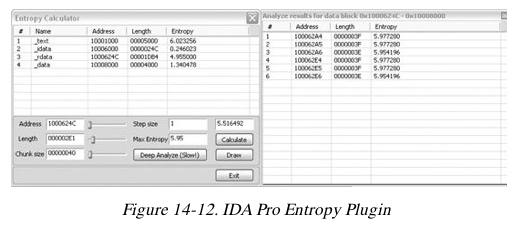 Entropy Calculator
# Name Address Length Entropy
1 _text 10001000 00005000 6.023256
2 _idata 10006000 0000024C 0.246023
3 _rdata 1000624C 00001DB4 4.955000
4 _data 10008000 00004000 1.340478
Address 1000624C Step size 1 5.516492
Length 000002E1 Max Entropy 5.95 Calculate
Chunk size 00000040 Deep Analyze (Slow!) Draw
Exit
Analyze results for data block 0x1000624C - 0x10008000
# Address Length Entropy
1 100062A4 0000003F 5.977280
2 100062A5 0000003F 5.977280
3 100062A6 0000003E 5.954196
4 100062E4 0000003F 5.977280
5 100062E5 0000003F 5.977280
6 100062E6 0000003E 5.954196
Figure 14-12. IDA Pro Entropy Plugin